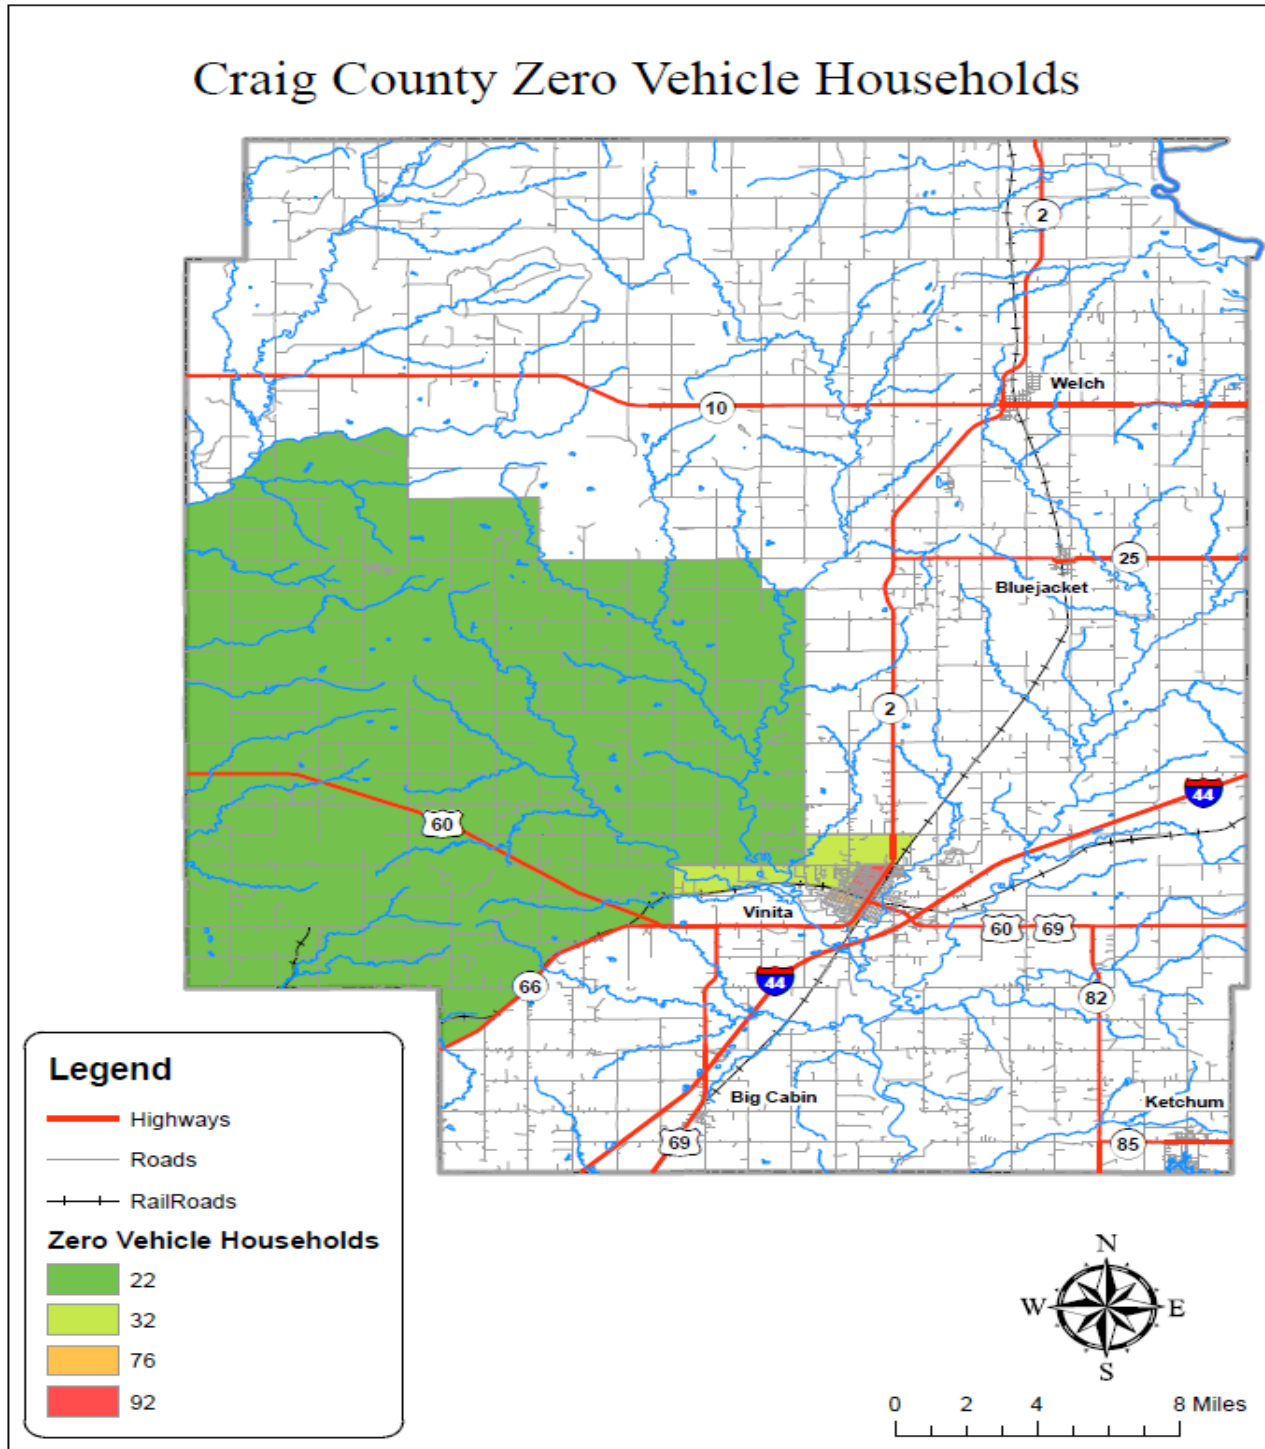 Craig County Zero Vehicle Households
2
Welch
10
25
Bluejacket
2
44
60
Vinita
60 69
44
66
82
Big Cabin
Ketchum
69
85
Legend
Highways
Roads
RailRoads
Zero Vehicle Households
22
32
76
92
N
W E
S
0 2 4 8 Miles